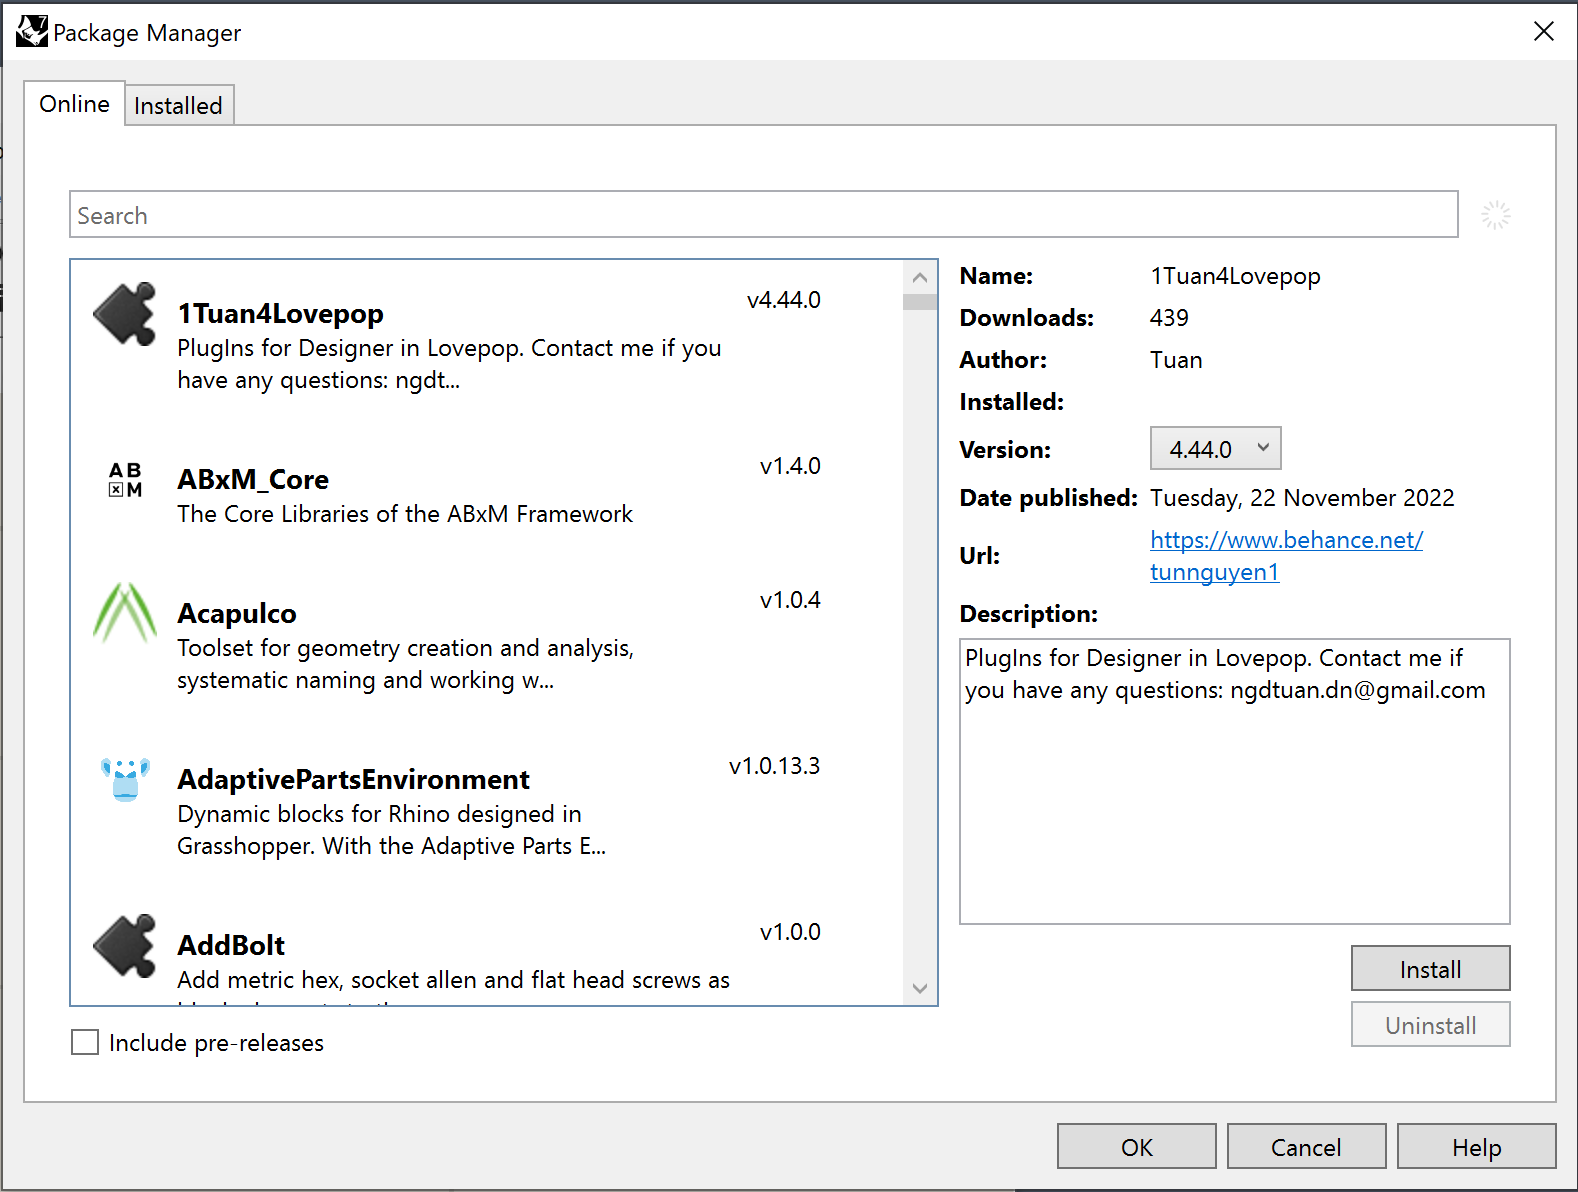 7
Package Manager
Online
Installed
Search
1Tuan4Lovepop
v4.44.0
PlugIns for Designer in Lovepop. Contact me if you
have any questions: ngdt...
AB
xM
ABxM_Core
v1.4.0
The Core Libraries of the ABxM Framework
Acapulco
v1.0.4
Toolset for geometry creation and analysis,
systematic naming and working w...
AdaptivePartsEnvironment
v1.0.13.3
Dynamic blocks for Rhino designed in
Grasshopper. With the Adaptive Parts E...
AddBolt
v1.0.0
Add metric hex, socket allen and flat head screws as
Include pre-releases
Name: 1Tuan4Lovepop
Downloads: 439
Author: Tuan
Installed:
Version: 4.44.0
Date published: Tuesday, 22 November 2022
Url: https://www.behance.net/
tunnguyen1
Description:
PlugIns for Designer in Lovepop. Contact me if
you have any questions: ngdtuan.dn@gmail.com
Install
Uninstall
OK
Cancel
Help